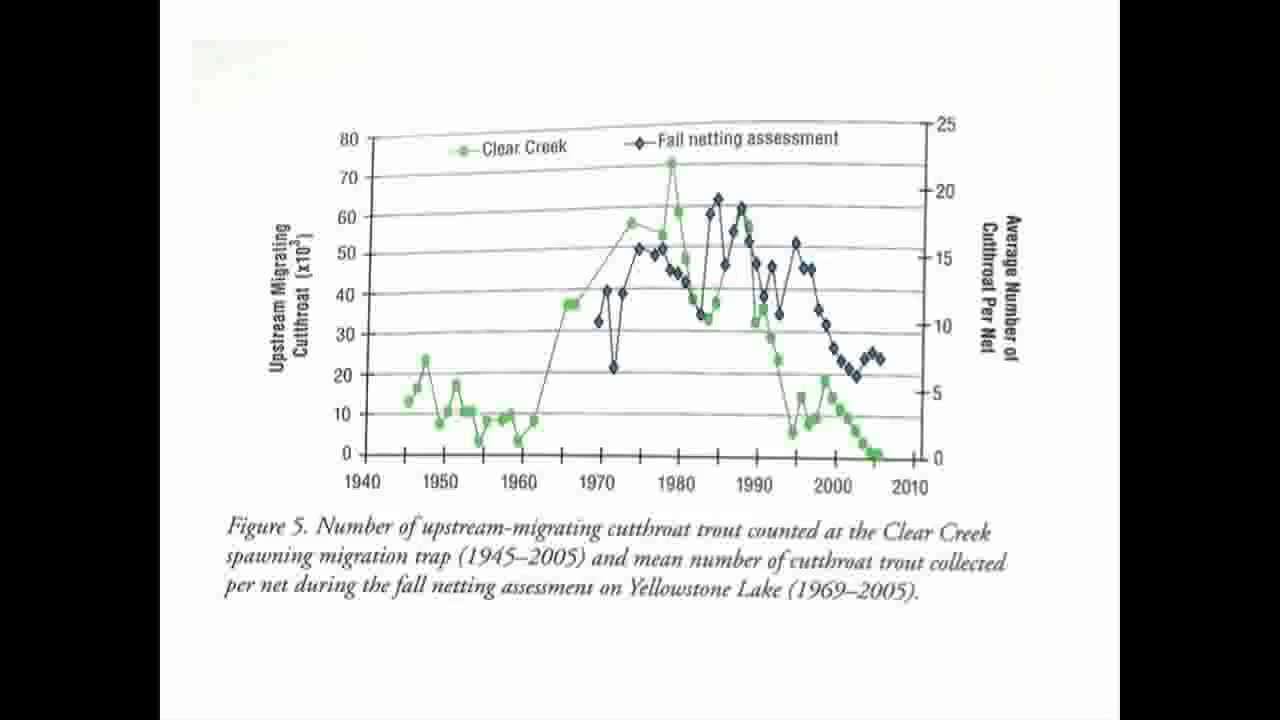 80
70
60
50
40
30
20
10
0
Upstream Migrating
Cutthroat (x10³)
Clear Creek
Fall netting assessment
25
20
15
10
5
0
Average Number of
Cutthroat Per Net
1940 1950 1960 1970 1980 1990 2000 2010
Figure 5. Number of upstream-migrating cutthroat trout counted at the Clear Creek
spawning migration trap (1945–2005) and mean number of cutthroat trout collected
per net during the fall netting assessment on Yellowstone Lake (1969–2005).